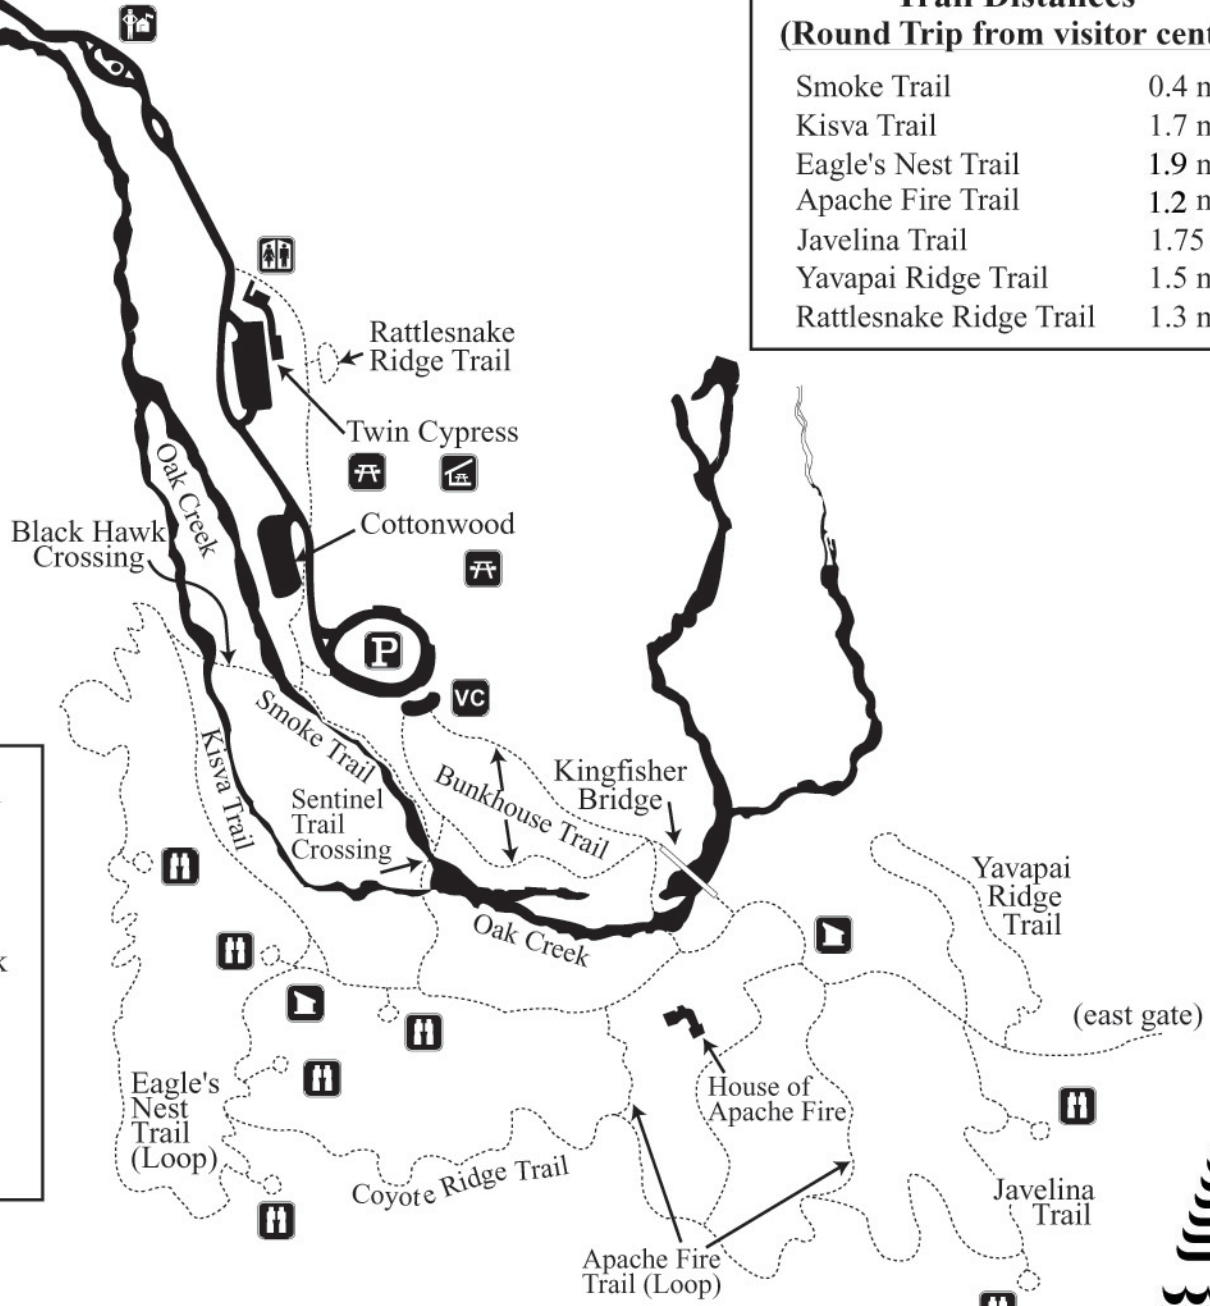 Trail Distances
(Round Trip from visitor cent
Smoke Trail 0.4 m
Kisva Trail 1.7 m
Eagle's Nest Trail 1.9 m
Apache Fire Trail 1.2 m
Javelina Trail 1.75
Yavapai Ridge Trail 1.5 m
Rattlesnake Ridge Trail 1.3 m
Rattlesnake
Ridge Trail
Twin Cypress
Oak Creek
Cottonwood
Black Hawk
Crossing
P
VC
Smoke Trail
Kisva Trail
Sentinel
Trail
Crossing
Bunkhouse Trail
Kingfisher
Bridge
Oak Creek
Yavapai
Ridge
Trail
k
(east gate)
House of
Apache Fire
Eagle's
Nest
Trail
(Loop)
Coyote Ridge Trail
Javelina
Trail
Apache Fire
Trail (Loop)